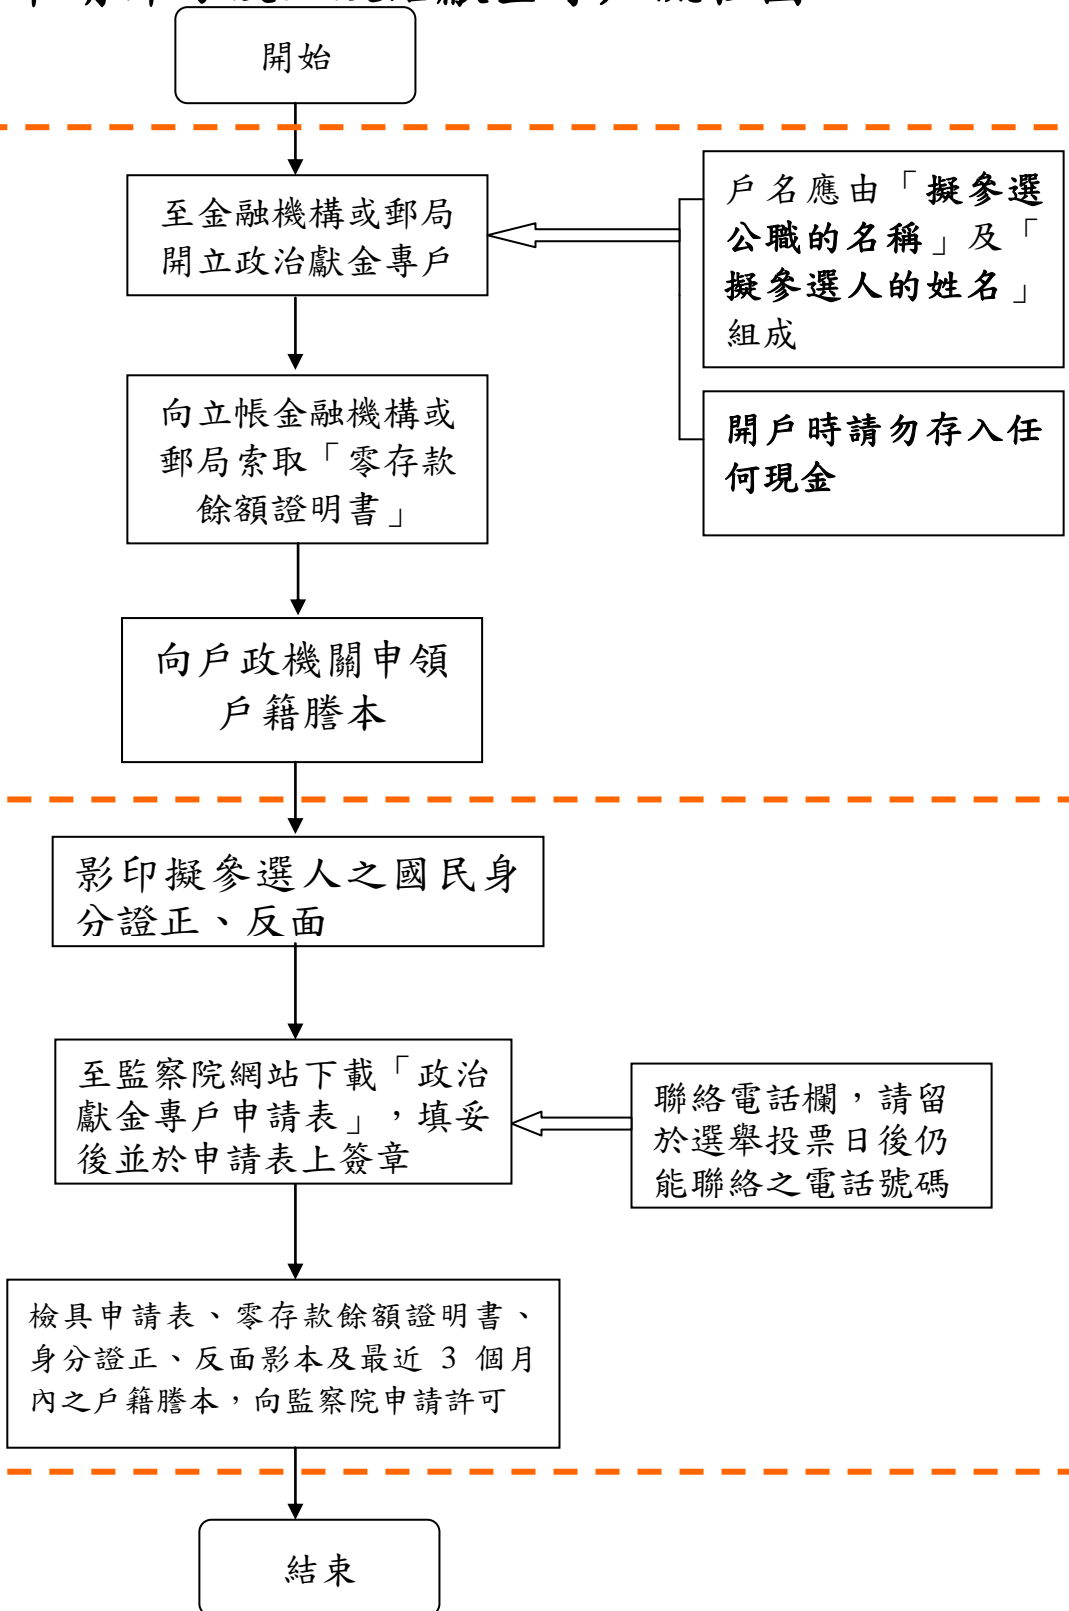 開始
至金融機構或郵局
開立政治獻金專戶
戶名應由「擬參選
公職的名稱」及「
擬參選人的姓名」
組成
開戶時請勿存入任
何現金
向立帳金融機構或
郵局索取「零存款
餘額證明書」
向戶政機關申領
戶籍謄本
影印擬參選人之國民身
分證正、反面
至監察院網站下載「政治
獻金專戶申請表」，填妥
後並於申請表上簽章
聯絡電話欄，請留
於選舉投票日後仍
能聯絡之電話號碼
檢具申請表、零存款餘額證明書、
身分證正、反面影本及最近 3 個月
內之戶籍謄本，向監察院申請許可
結束